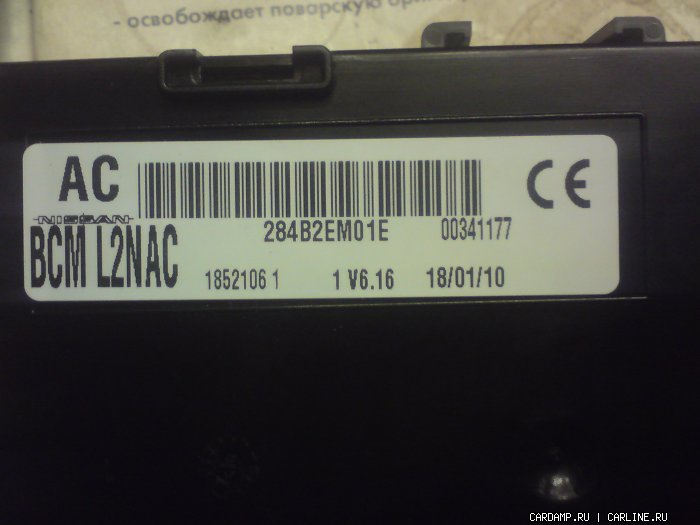 - освобождает поварскую
AC
CE
NISSAN
284B2EM01E 00341177
BCM L2NAC
1852106 1 1 V6.16 18/01/10
CARDAMP.RU | CARLINE.RU